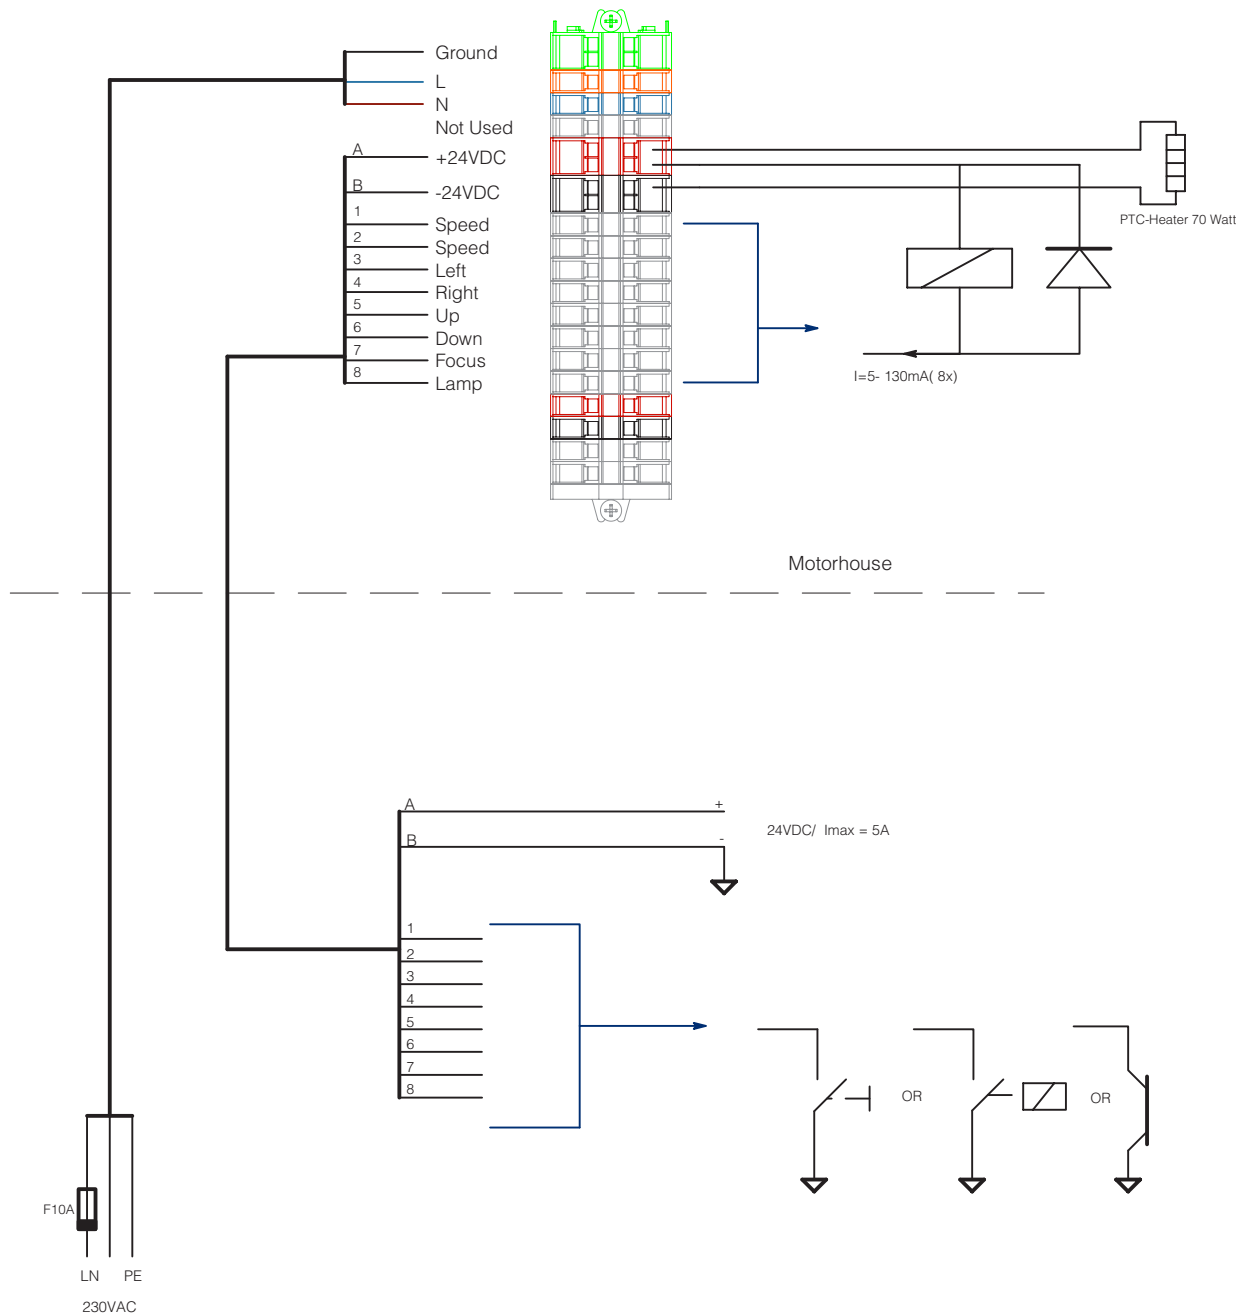 Ground
L
N
Not Used
A
+24VDC
B
-24VDC
1
Speed
2
Speed
3
Left
4
Right
5
Up
6
Down
7
Focus
8
Lamp
PTC-Heater 70 Watt
I=5- 130mA( 8x)
Motorhouse
A
+
24VDC/ Imax = 5A
B
-
1
2
3
4
5
6
7
8
OR
OR
F10A
LN PE
230VAC